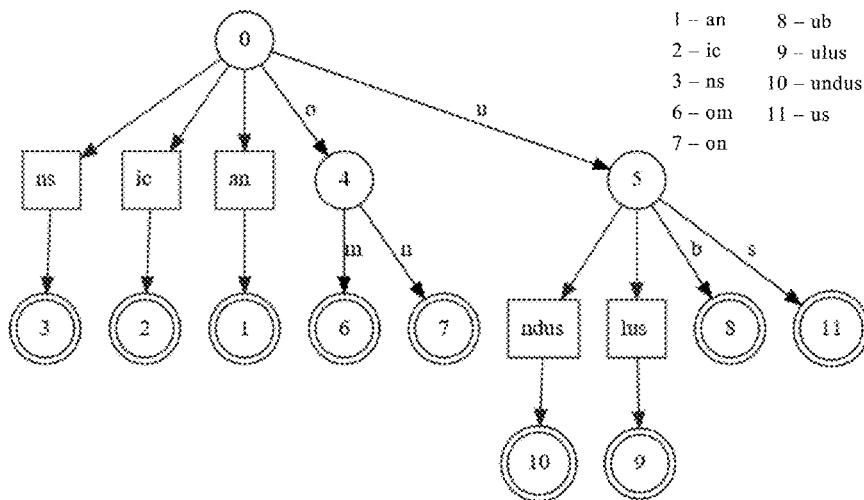 1 – an 8 – ub
0
2 – ic 9 – ulus
3 – ns 10 – undus
o
u
6 – om 11 – us
7 – on
ns ic an 4 5
m n b s
3 2 1 6 7 ndus lus 8 11
10 9